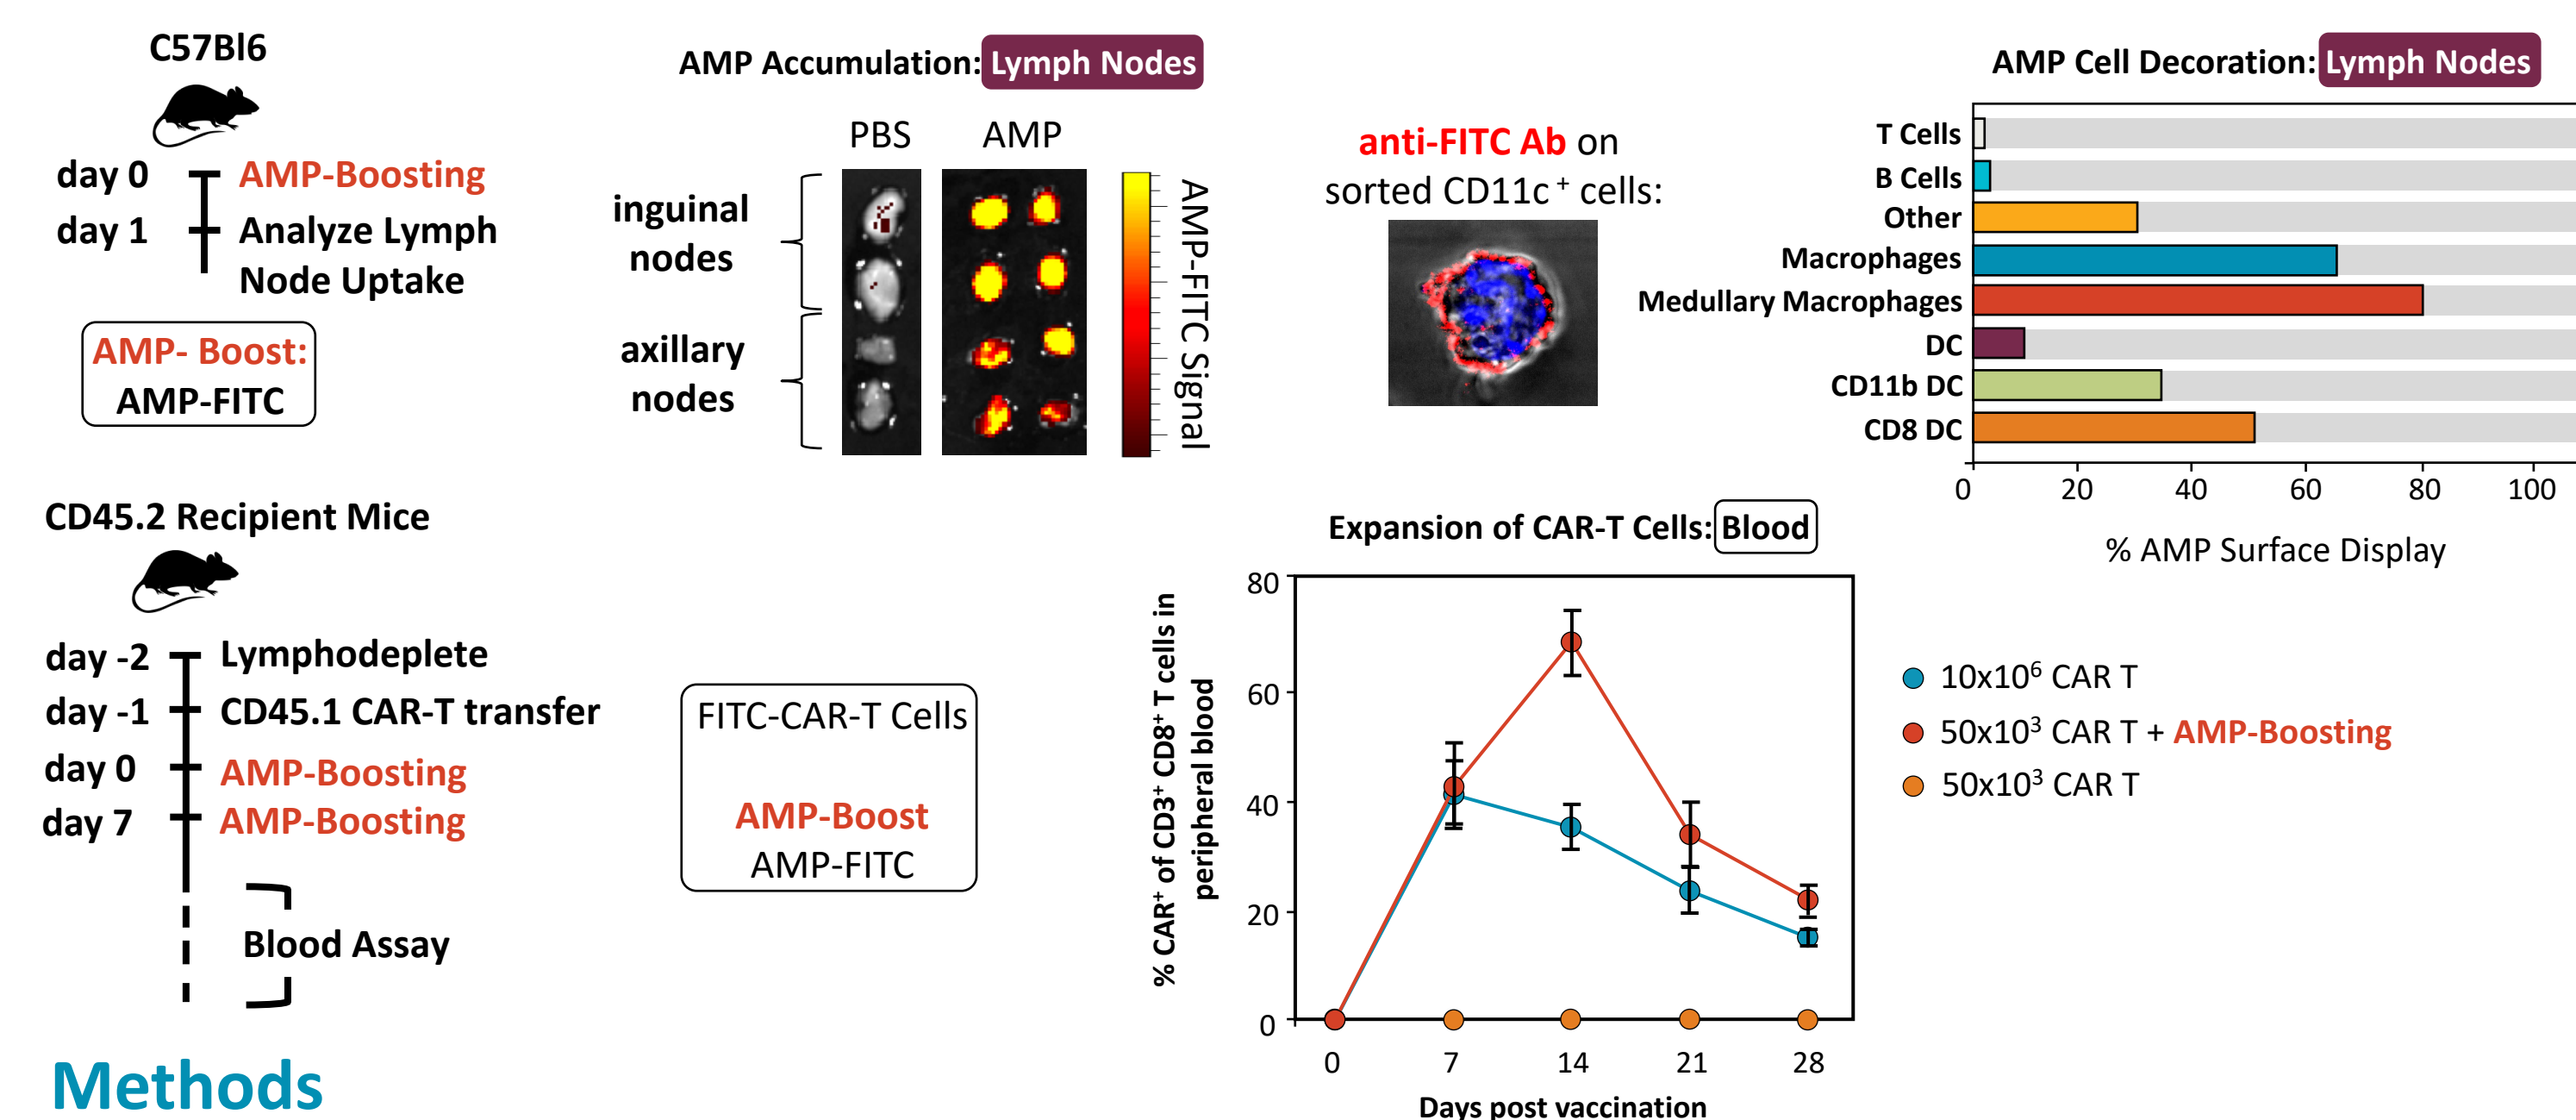 C57Bl6
day 0 AMP-Boosting
day 1 Analyze Lymph
Node Uptake
AMP- Boost:
AMP-FITC
AMP Accumulation: Lymph Nodes
PBS AMP
inguinal
nodes
axillary
nodes
AMP-FITC Signal
anti-FITC Ab on
sorted CD11c⁺ cells:
AMP Cell Decoration: Lymph Nodes
T Cells
B Cells
Other
Macrophages
Medullary Macrophages
DC
CD11b DC
CD8 DC
0 20 40 60 80 100
% AMP Surface Display
CD45.2 Recipient Mice
day -2 Lymphodeplete
day -1 CD45.1 CAR-T transfer
day 0 AMP-Boosting
day 7 AMP-Boosting
Blood Assay
FITC-CAR-T Cells
AMP-Boost
AMP-FITC
Expansion of CAR-T Cells: Blood
% CAR⁺ of CD3⁺ CD8⁺ T cells in
peripheral blood
80
60
40
20
0
0 7 14 21 28
Days post vaccination
10x10⁶ CAR T
50x10³ CAR T + AMP-Boosting
50x10³ CAR T
Methods